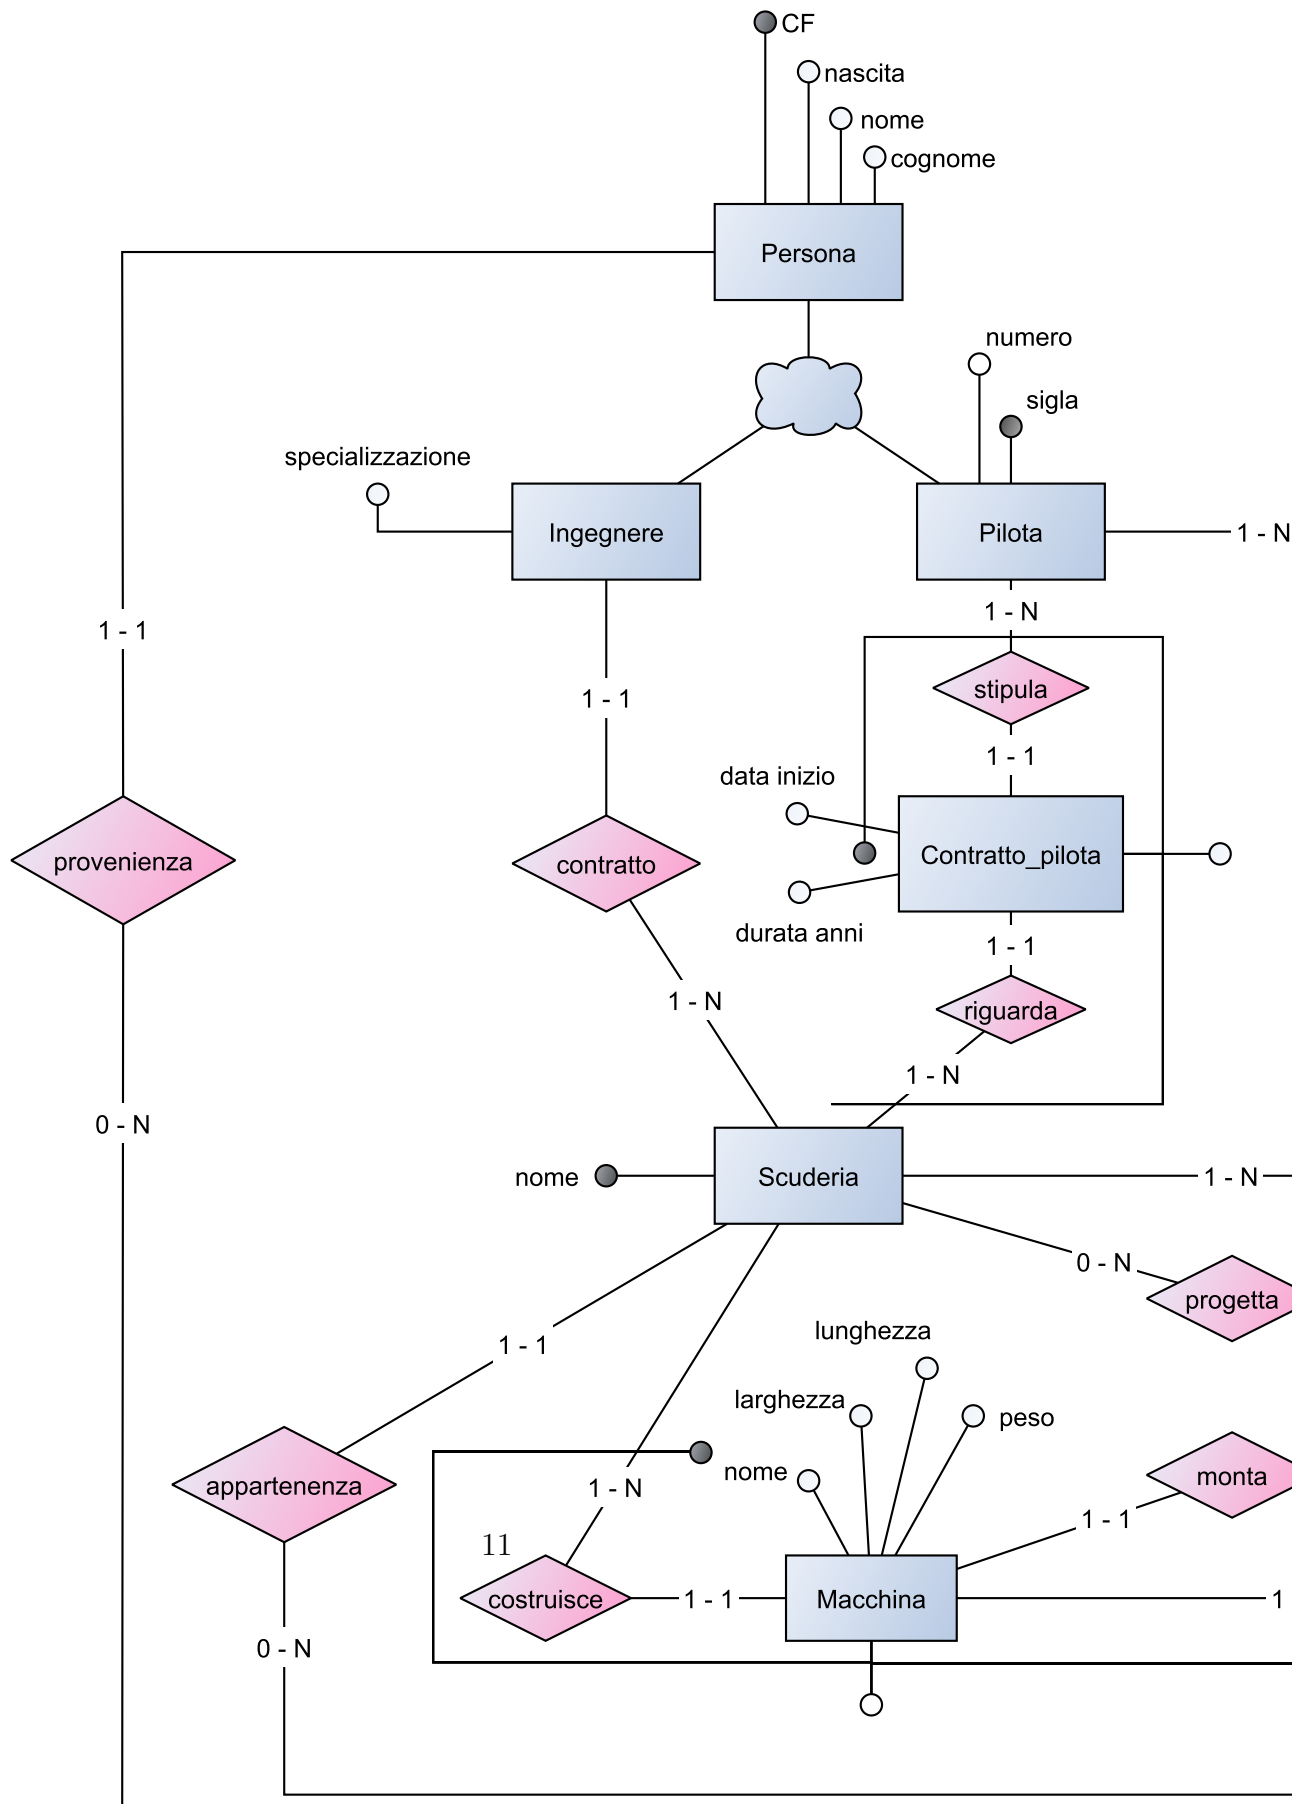 CF
nascita
nome
cognome
Persona
numero
sigla
specializzazione
Ingegnere
Pilota
1 - N
1 - N
1 - 1
stipula
1 - 1
1 - 1
data inizio
provenienza
contratto
Contratto_pilota
durata anni
1 - 1
1 - N
riguarda
1 - N
0 - N
nome
Scuderia
1 - N
0 - N
progetta
lunghezza
1 - 1
larghezza
peso
nome
monta
appartenenza
1 - N
1 - 1
11
costruisce
1 - 1
Macchina
1
0 - N